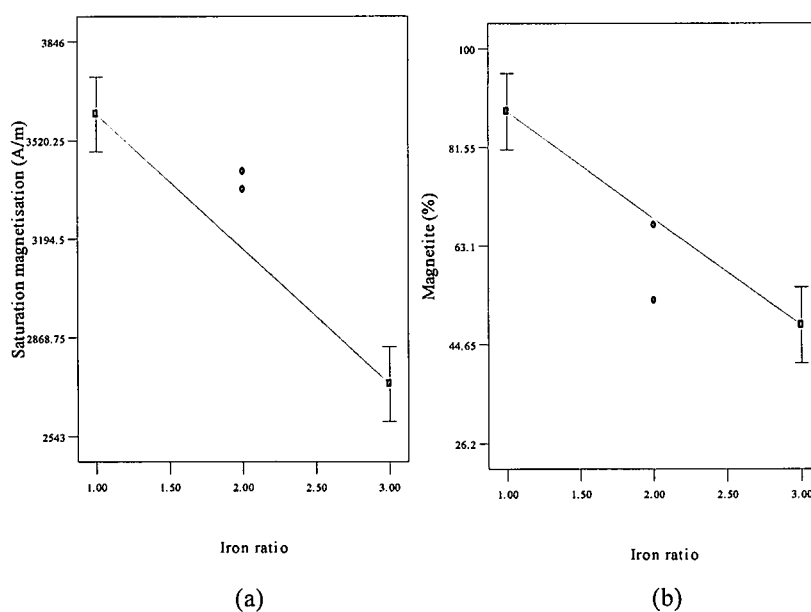 3846
3520.25
3194.5
2868.75
2543
Saturation magnetisation (A/m)
1.00 1.50 2.00 2.50 3.00
Iron ratio
(a)
100
81.55
63.1
44.65
26.2
Magnetite (%)
1.00 1.50 2.00 2.50 3.00
Iron ratio
(b)